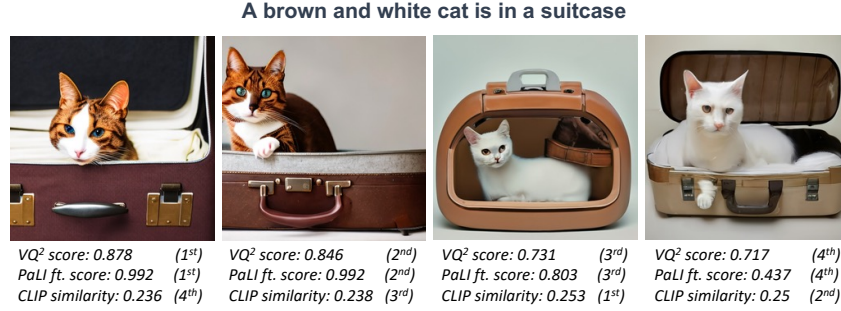 A brown and white cat is in a suitcase
VQ² score: 0.878 (1st)
PaLI ft. score: 0.992 (1st)
CLIP similarity: 0.236 (4th)
VQ² score: 0.846 (2nd)
PaLI ft. score: 0.992 (2nd)
CLIP similarity: 0.238 (3rd)
VQ² score: 0.731 (3rd)
PaLI ft. score: 0.803 (3rd)
CLIP similarity: 0.253 (1st)
VQ² score: 0.717 (4th)
PaLI ft. score: 0.437 (4th)
CLIP similarity: 0.25 (2nd)